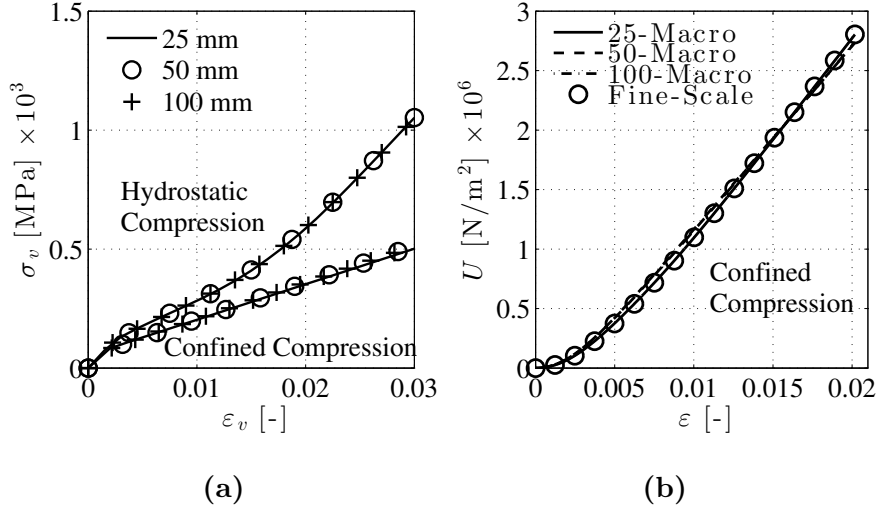 25 mm
50 mm
100 mm
Hydrostatic
Compression
Confined Compression
1.5
1
0.5
0
0
0.01
0.02
0.03
σᵥ [MPa] ×10³
εᵥ [-]
(a)
25-Macro
50-Macro
100-Macro
Fine-Scale
Confined
Compression
3
2.5
2
1.5
1
0.5
0
0
0.005
0.01
0.015
0.02
U [N/m²] ×10⁶
ε [-]
(b)